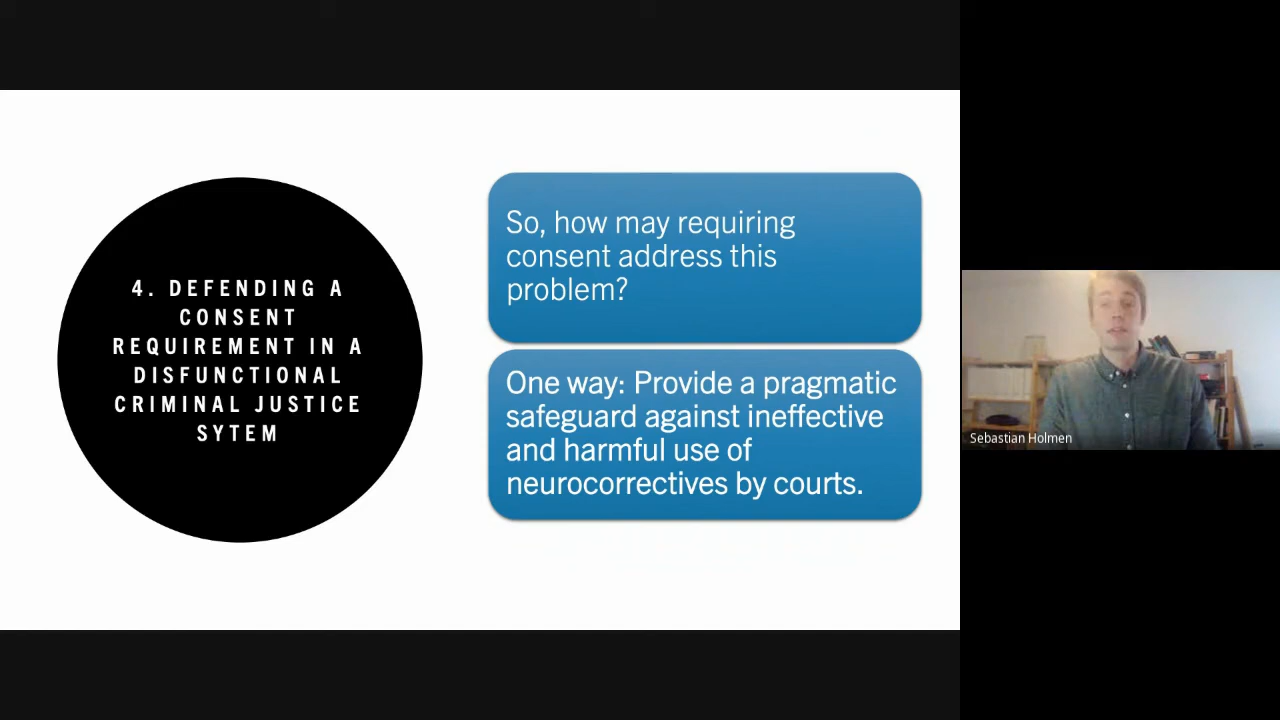 4. DEFENDING A
CONSENT
REQUIREMENT IN A
DISFUNCTIONAL
CRIMINAL JUSTICE
SYTEM
So, how may requiring
consent address this
problem?
One way: Provide a pragmatic
safeguard against ineffective
and harmful use of
neurocorrectives by courts.
Sebastian Holmen